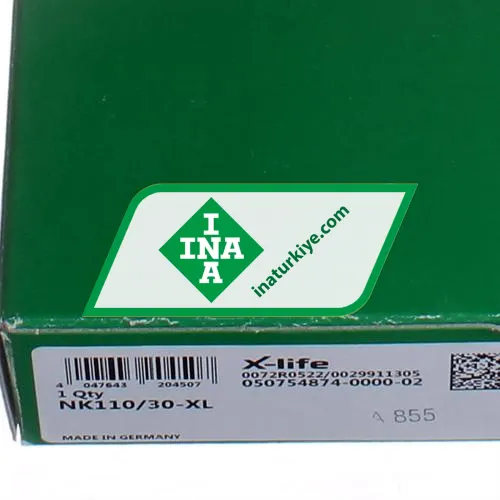 INA
INA
inaturkiye.com
4 047643 204507
1 Qty
NK110/30-XL
MADE IN GERMANY
X-life
0072R0522/0029911305
050754874-0000-02
855